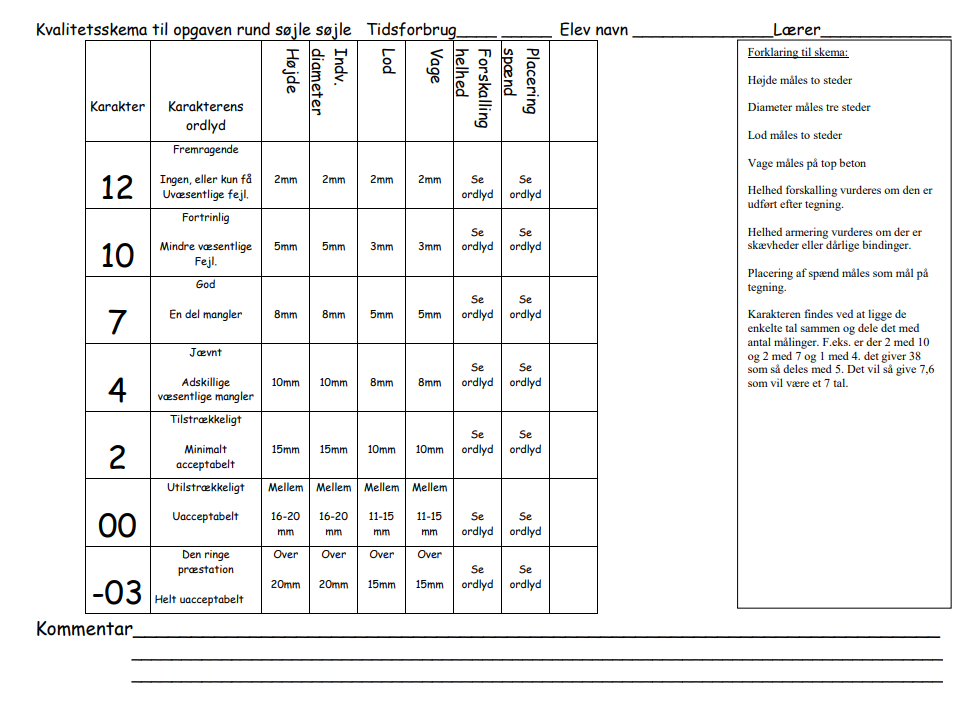 Kvalitetsskema til opgaven rund søjle søjle Tidsforbrug____ _____ Elev navn ______________Lærer_____________
Karakter
Karakterens
ordlyd
Højde
Indv.
diameter
Lod
Vage
Forskalling
helhed
Placering
spænd
12
Fremragende
Ingen, eller kun få
Uvæsentlige fejl.
2mm
2mm
2mm
2mm
Se
ordlyd
Se
ordlyd
10
Fortrinlig
Mindre væsentlige
Fejl.
5mm
5mm
3mm
3mm
Se
ordlyd
Se
ordlyd
7
God
En del mangler
8mm
8mm
5mm
5mm
Se
ordlyd
Se
ordlyd
4
Jævnt
Adskillige
væsentlige mangler
10mm
10mm
8mm
8mm
Se
ordlyd
Se
ordlyd
2
Tilstrækkeligt
Minimalt
acceptabelt
15mm
15mm
10mm
10mm
Se
ordlyd
Se
ordlyd
00
Utilstrækkeligt
Uacceptabelt
Mellem
16-20
mm
Mellem
16-20
mm
Mellem
11-15
mm
Mellem
11-15
mm
Se
ordlyd
Se
ordlyd
-03
Den ringe
præstation
Helt uacceptabelt
Over
20mm
Over
20mm
Over
15mm
Over
15mm
Se
ordlyd
Se
ordlyd
Forklaring til skema:
Højde måles to steder
Diameter måles tre steder
Lod måles to steder
Vage måles på top beton
Helhed forskalling vurderes om den er
udført efter tegning.
Helhed armering vurderes om der er
skævheder eller dårlige bindinger.
Placering af spænd måles som mål på
tegning.
Karakteren findes ved at ligge de
enkelte tal sammen og dele det med
antal målinger. F.eks. er der 2 med 10
og 2 med 7 og 1 med 4. det giver 38
som så deles med 5. Det vil så give 7,6
som vil være et 7 tal.
Kommentar